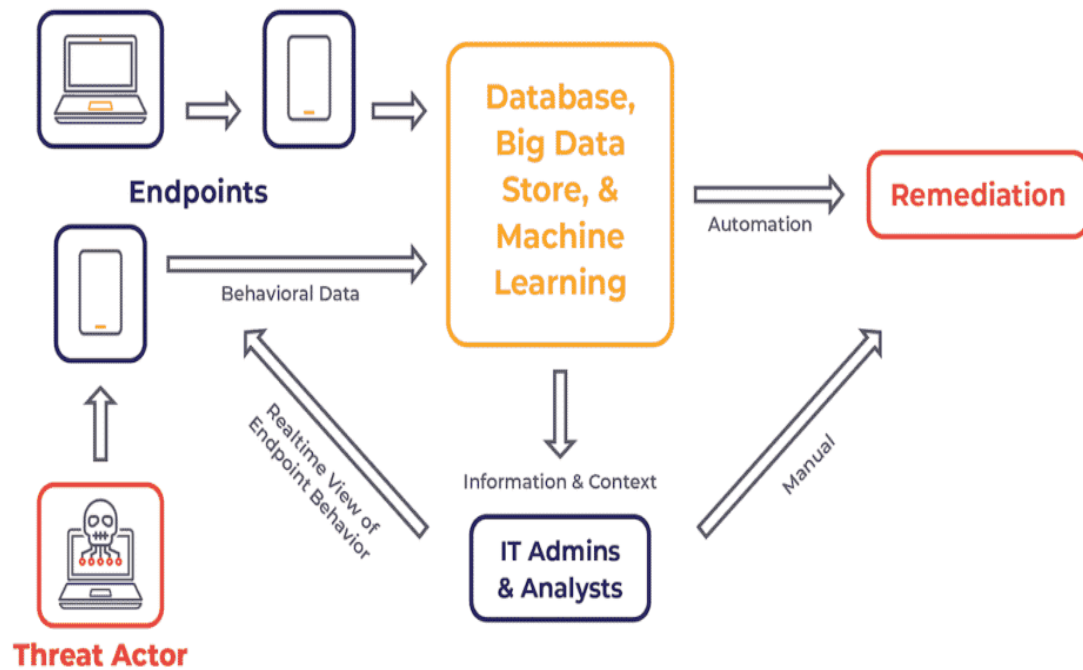 Database,
Big Data
Store, &
Machine
Learning
Endpoints
Remediation
Automation
Behavioral Data
Realtime View of
Endpoint Behavior
Information & Context
Manual
IT Admins
& Analysts
Threat Actor